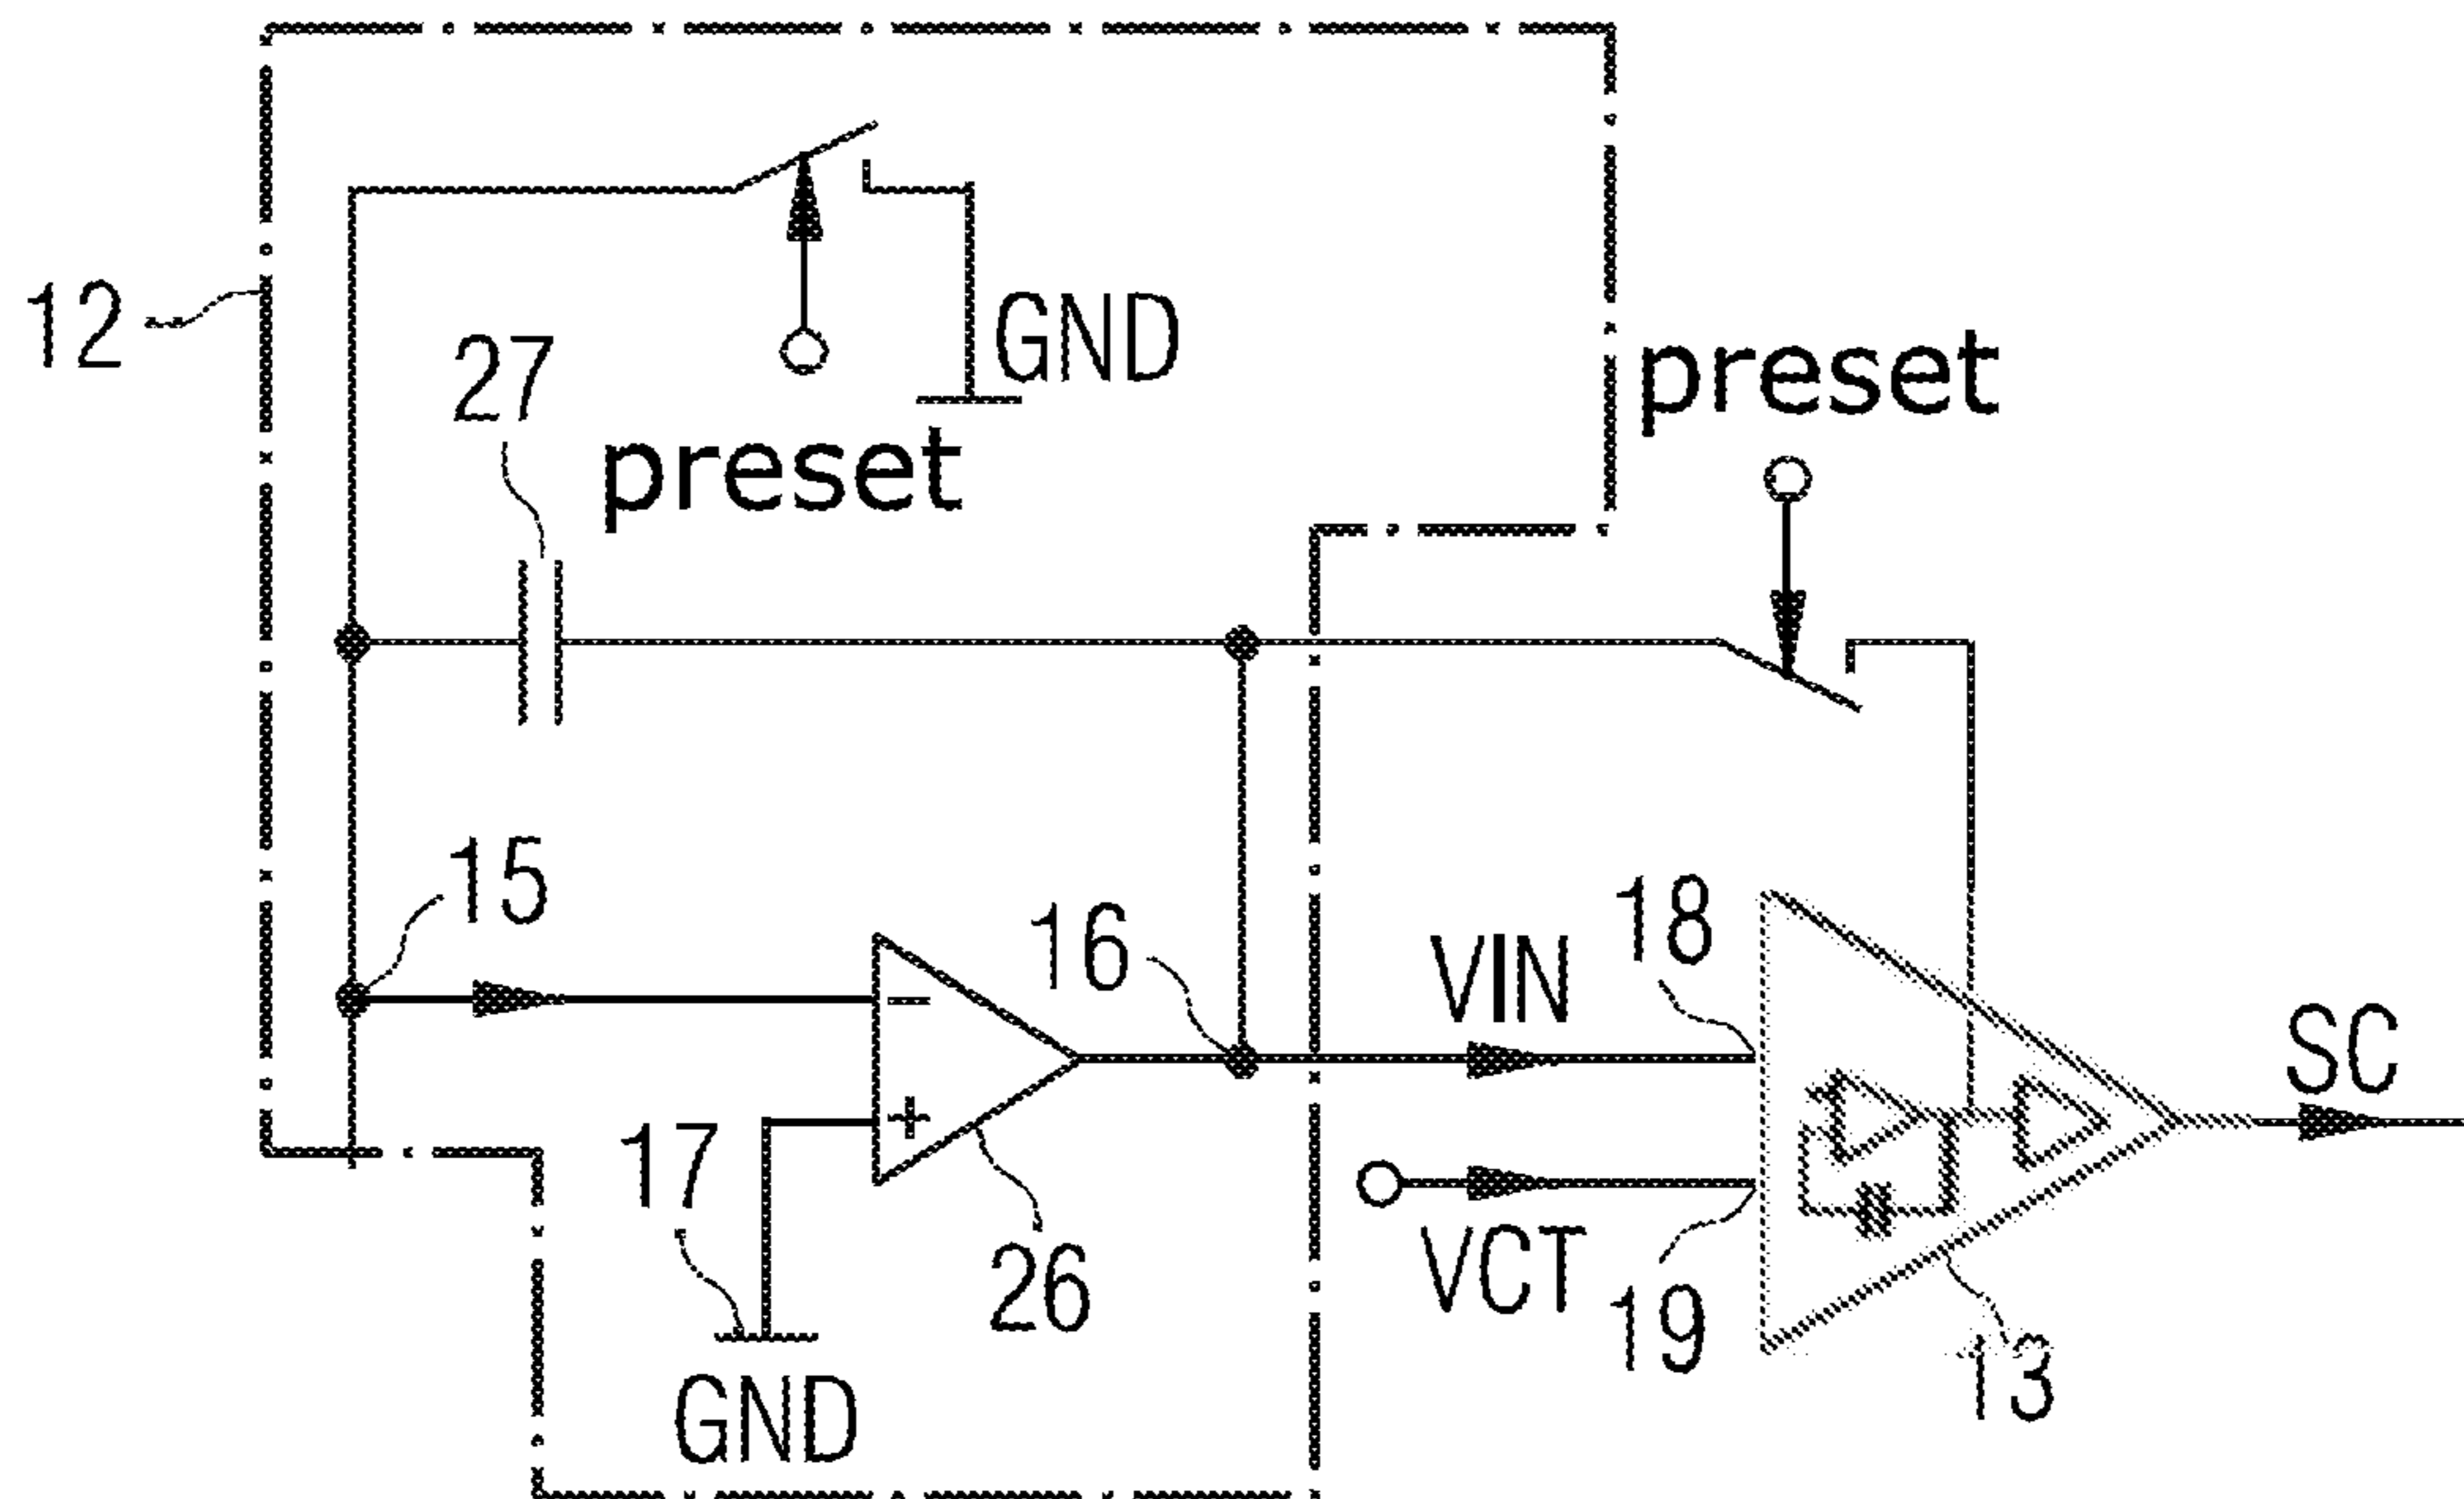 12
27
GND
preset
preset
15
16
VIN
18
SC
17
26
VCT
19
13
GND
−
+